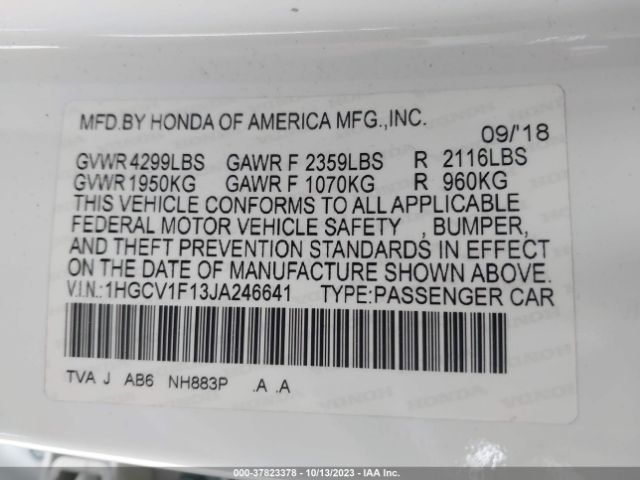 MFD.BY HONDA OF AMERICA MFG.,INC.
09/'18
GVWR 4299LBS GAWR F 2359LBS R 2116LBS
GVWR 1950KG GAWR F 1070KG R 960KG
THIS VEHICLE CONFORMS TO ALL APPLICABLE
FEDERAL MOTOR VEHICLE SAFETY , BUMPER,
AND THEFT PREVENTION STANDARDS IN EFFECT
ON THE DATE OF MANUFACTURE SHOWN ABOVE.
V.I.N.:1HGCV1F13JA246641 TYPE:PASSENGER CAR
TVA J AB6 NH883P .A .A
000-37823378 - 10/13/2023 - IAA Inc.